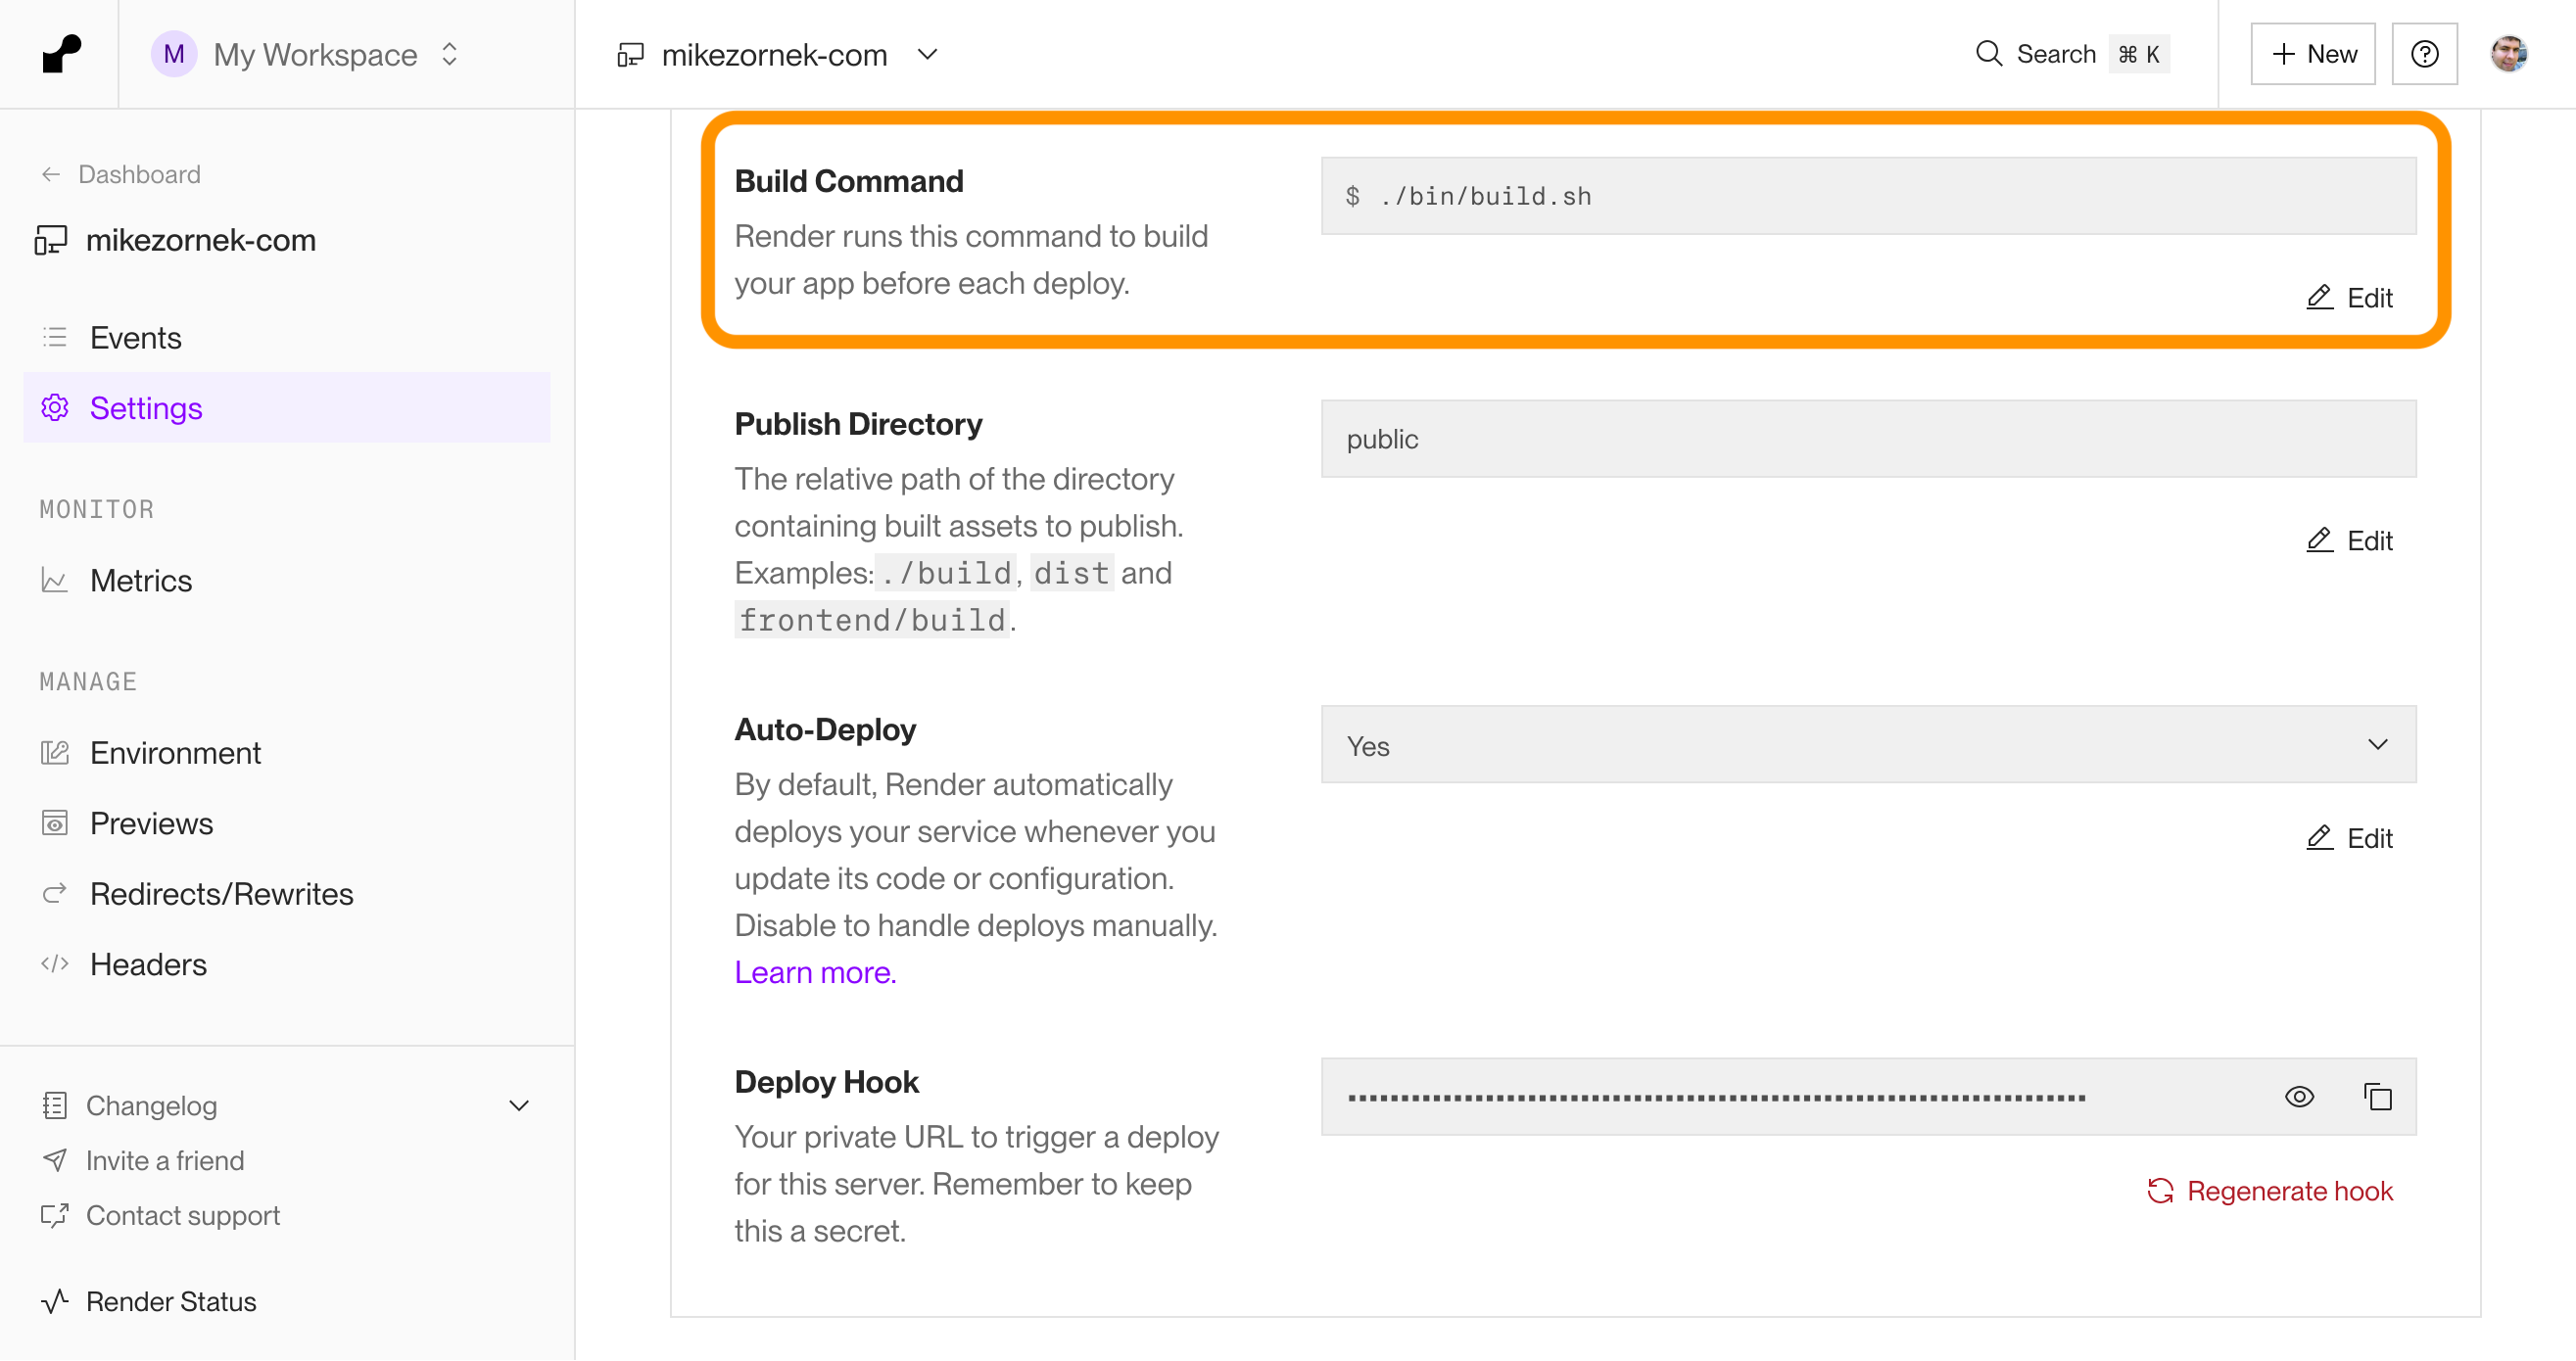 M My Workspace
mikezornek-com
Search ⌘ K
+ New
Dashboard
mikezornek-com
Events
Settings
MONITOR
Metrics
MANAGE
Environment
Previews
Redirects/Rewrites
Headers
Changelog
Invite a friend
Contact support
Render Status
Build Command
Render runs this command to build
your app before each deploy.
$ ./bin/build.sh
Edit
Publish Directory
The relative path of the directory
containing built assets to publish.
Examples: ./build, dist and
frontend/build.
public
Edit
Auto-Deploy
By default, Render automatically
deploys your service whenever you
update its code or configuration.
Disable to handle deploys manually.
Learn more.
Yes
Edit
Deploy Hook
Your private URL to trigger a deploy
for this server. Remember to keep
this a secret.
Regenerate hook